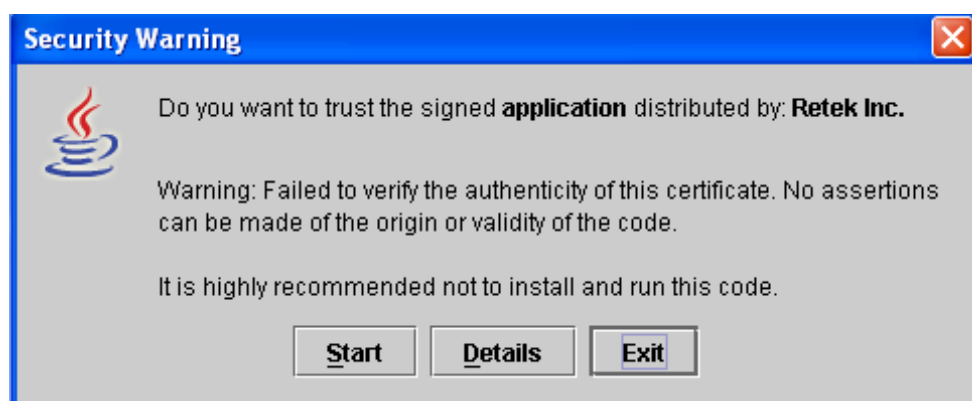 Security Warning
Do you want to trust the signed application distributed by: Retek Inc.
Warning: Failed to verify the authenticity of this certificate. No assertions
can be made of the origin or validity of the code.
It is highly recommended not to install and run this code.
Start Details Exit